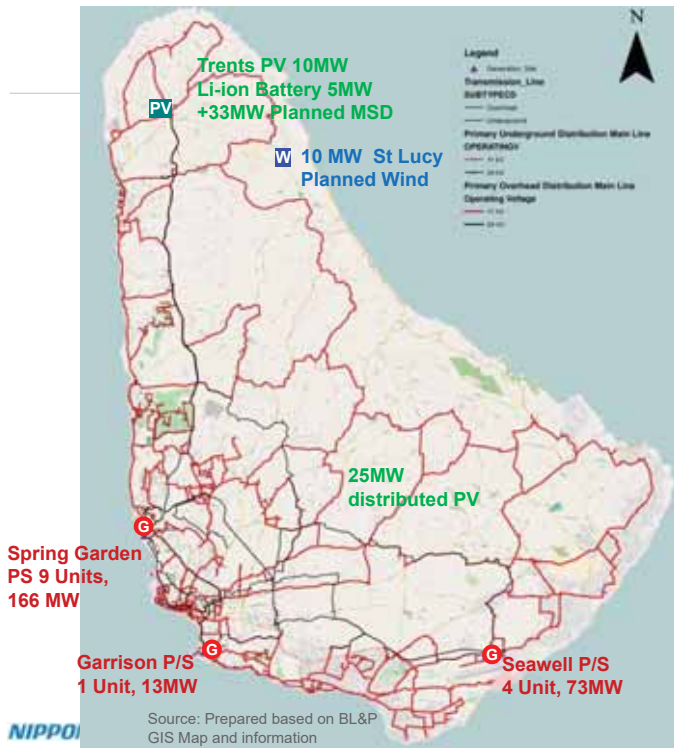 N
Trents PV 10MW
Li-ion Battery 5MW
+33MW Planned MSD
PV
W 10 MW St Lucy
Planned Wind
Legend
Generation Site
Transmission_Line
SUBTYPECD
Overhead
Underground
Primary Underground Distribution Main Line
OPERATINGV
Primary Overhead Distribution Main Line
Operating Voltage
25MW
distributed PV
G
Spring Garden
PS 9 Units,
166 MW
G
Garrison P/S
1 Unit, 13MW
G
Seawell P/S
4 Unit, 73MW
NIPPO
Source: Prepared based on BL&P
GIS Map and information